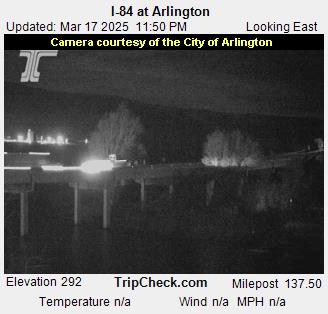 I-84 at Arlington
Updated: Mar 17 2025 11:50 PM Looking East
Camera courtesy of the City of Arlington
Elevation 292 TripCheck.com Milepost 137.50
Temperature n/a Wind n/a MPH n/a